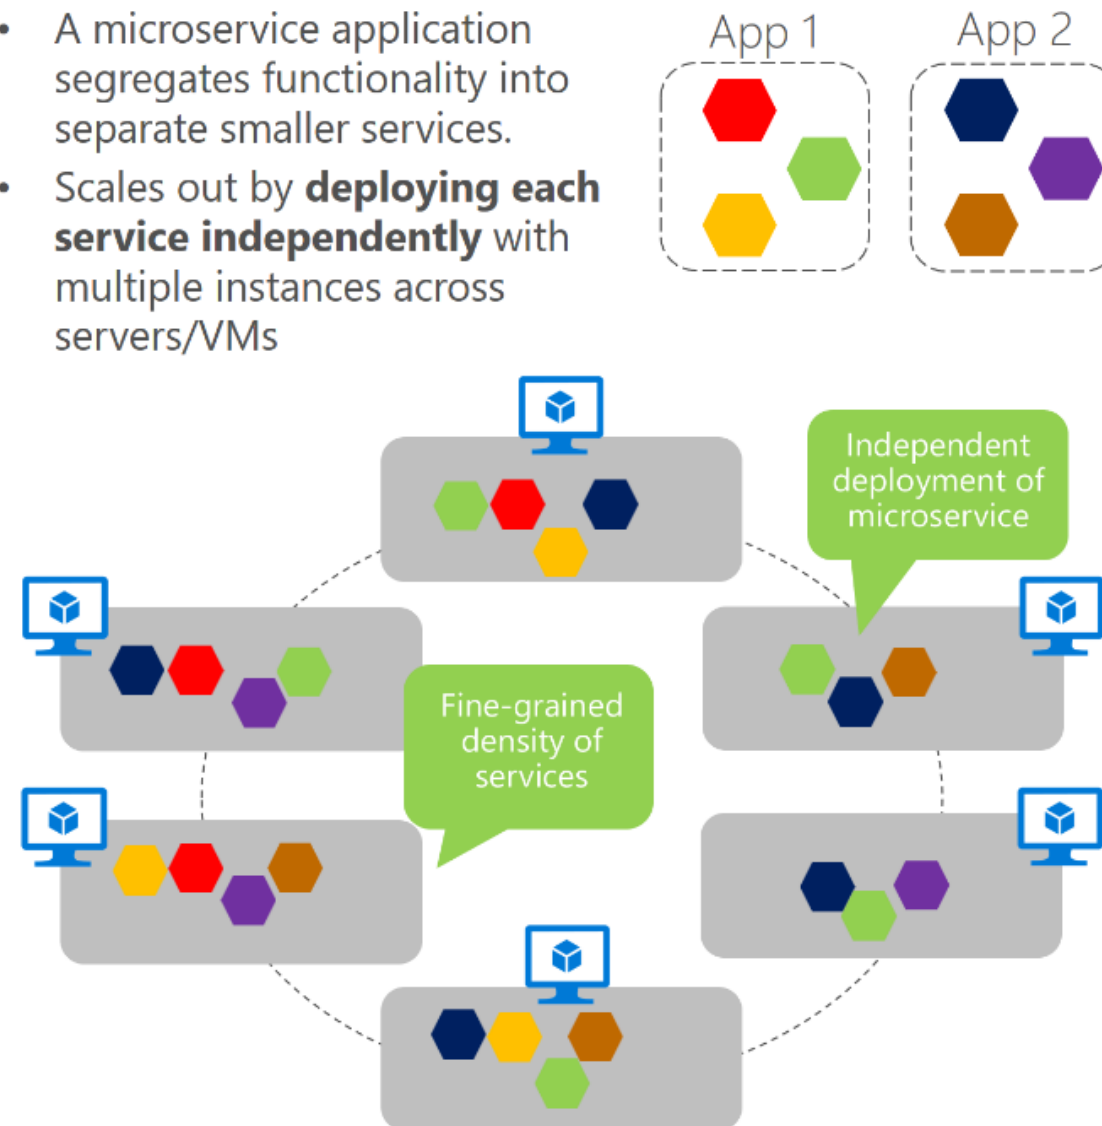 • A microservice application
segregates functionality into
separate smaller services.
• Scales out by deploying each
service independently with
multiple instances across
servers/VMs
App 1
App 2
Independent
deployment of
microservice
Fine-grained
density of
services